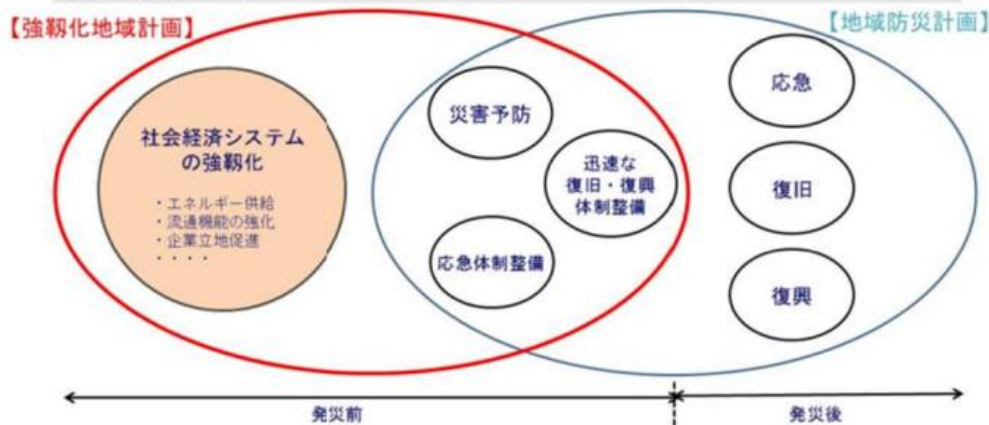 【強靱化地域計画】
【地域防災計画】
社会経済システム
の強靱化
・エネルギー供給
・流通機能の強化
・企業立地促進
・・・・
災害予防
迅速な
復旧・復興
体制整備
応急体制整備
応急
復旧
復興
発災前
発災後